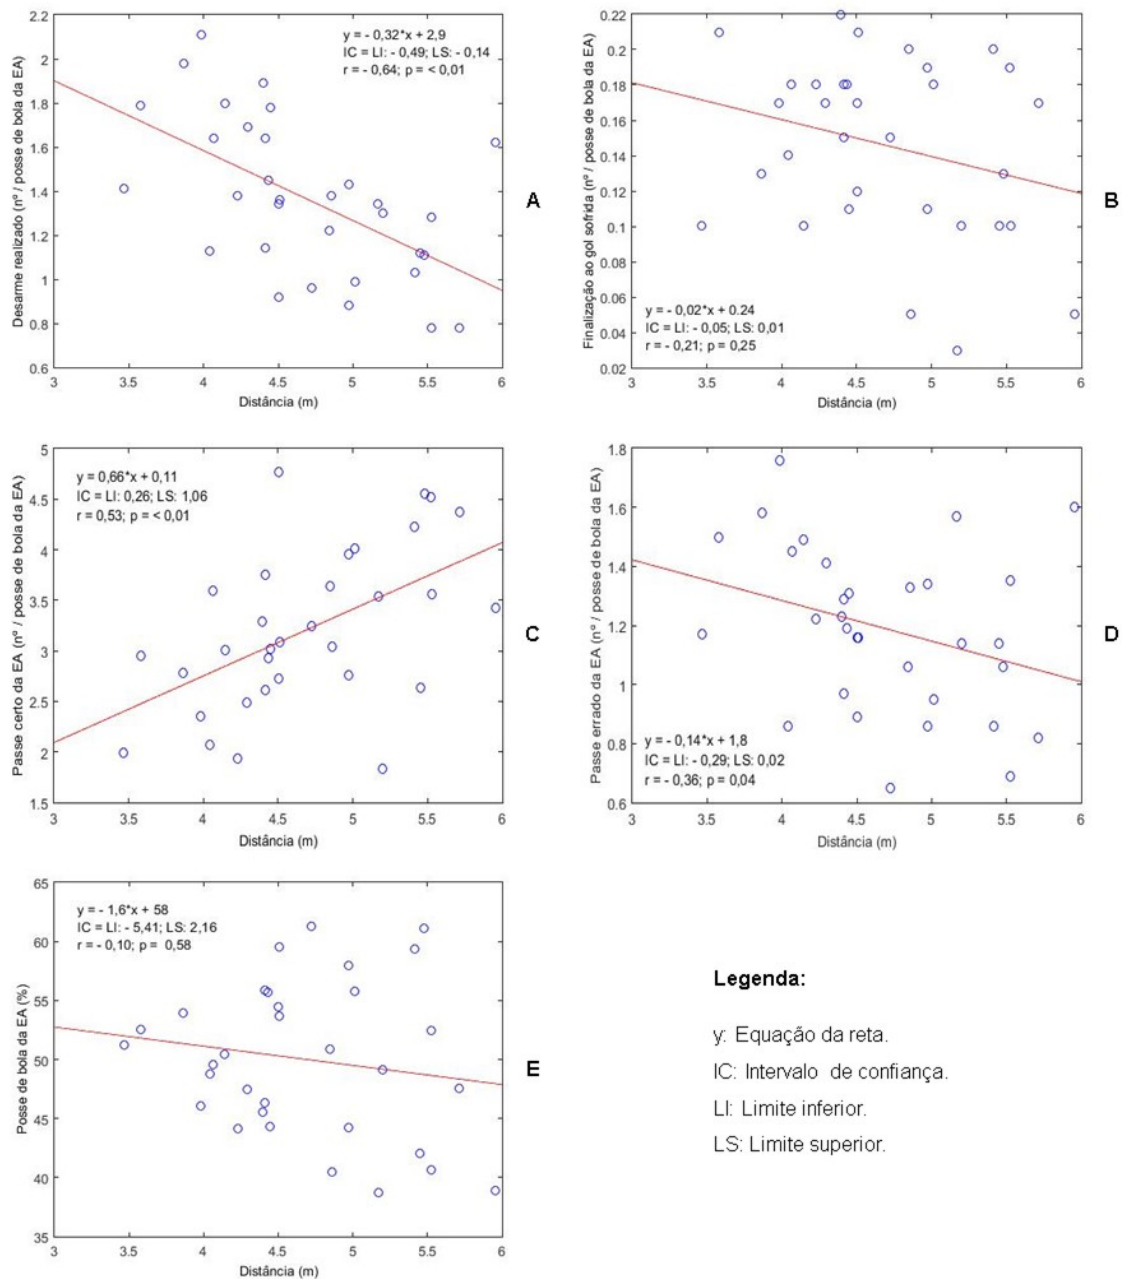 2.2
2
1.8
1.6
1.4
1.2
1
0.8
0.6
Desarme realizado (nº / posse de bola da EA)
y = - 0,32*x + 2,9
IC = LI: - 0,49; LS: - 0,14
r = - 0,64; p = < 0,01
3 3.5 4 4.5 5 5.5 6
Distância (m)
A
0.22
0.20
0.18
0.16
0.14
0.12
0.1
0.08
0.06
0.04
0.02
Finalização ao gol sofrida (nº / posse de bola da EA)
y = - 0,02*x + 0.24
IC = LI: - 0,05; LS: 0,01
r = - 0,21; p = 0,25
3 3.5 4 4.5 5 5.5 6
Distância (m)
B
5
4.5
4
3.5
3
2.5
2
1.5
Passe certo da EA (nº / posse de bola da EA)
y = 0,66*x + 0,11
IC = LI: 0,26; LS: 1,06
r = 0,53; p = < 0,01
3 3.5 4 4.5 5 5.5 6
Distância (m)
C
1.8
1.6
1.4
1.2
1
0.8
0.6
Passe errado da EA (nº / posse de bola da EA)
y = - 0,14*x + 1,8
IC = LI: - 0,29; LS: 0,02
r = - 0,36; p = 0,04
3 3.5 4 4.5 5 5.5 6
Distância (m)
D
65
60
55
50
45
40
35
Posse de bola da EA (%)
y = - 1,6*x + 58
IC = LI: - 5,41; LS: 2,16
r = - 0,10; p = 0,58
3 3.5 4 4.5 5 5.5 6
Distância (m)
E
Legenda:
y: Equação da reta.
IC: Intervalo de confiança.
LI: Limite inferior.
LS: Limite superior.